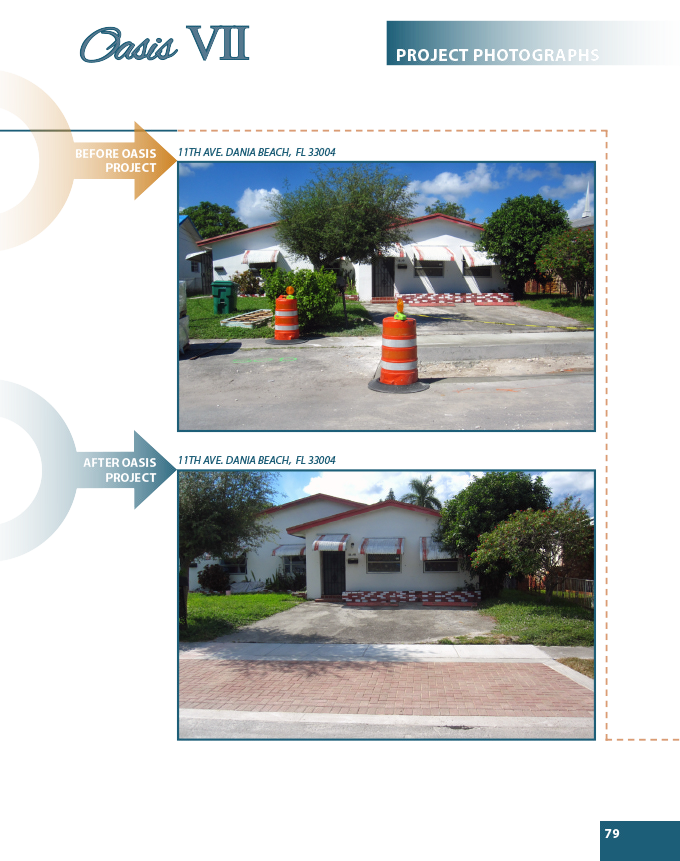 Oasis VII
PROJECT PHOTOGRAPHS
BEFORE OASIS
PROJECT
11TH AVE. DANIA BEACH, FL 33004
AFTER OASIS
PROJECT
11TH AVE. DANIA BEACH, FL 33004
79